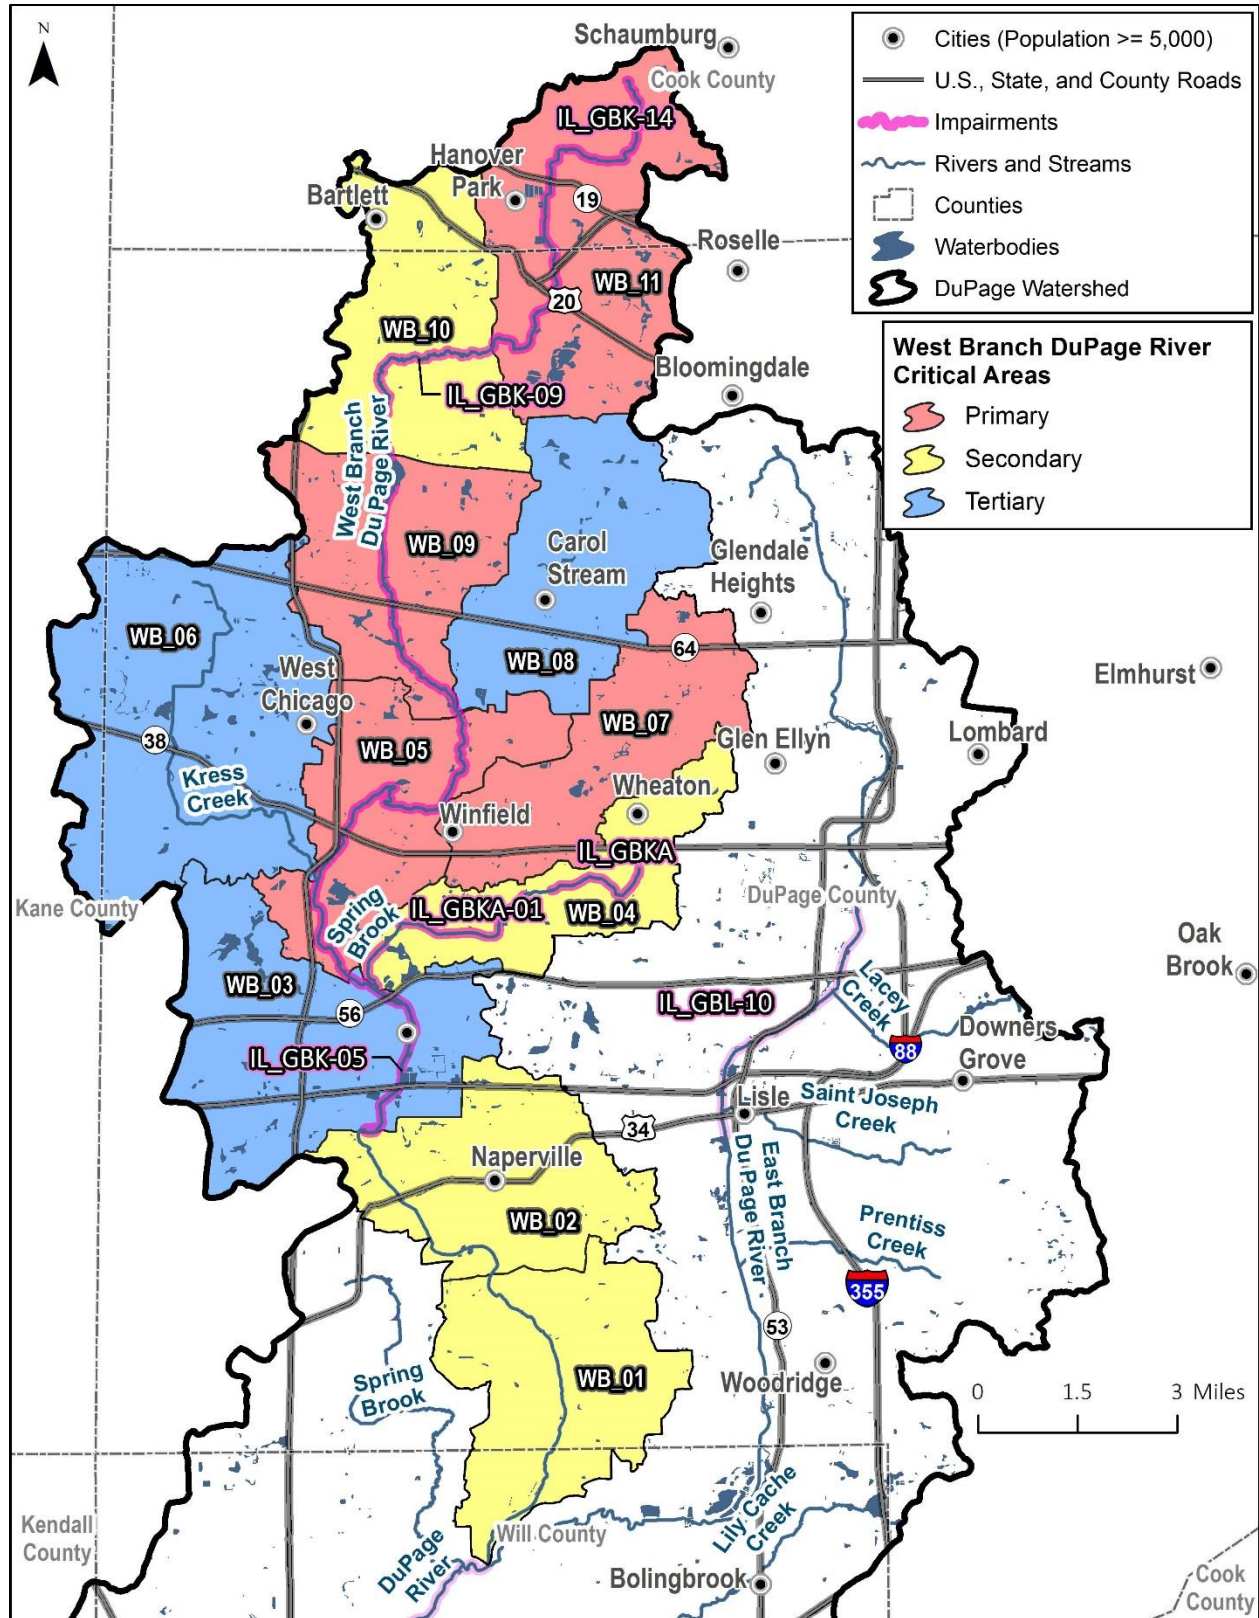 N
Schaumburg
Cook County
IL_GBK-14
Hanover
Park
Bartlett
19
Roselle
WB_11
20
WB_10
Bloomingdale
IL_GBK-09
West Branch
Du Page River
WB_09
Carol
Stream
Glendale
Heights
WB_06
64
WB_08
West
Chicago
Elmhurst
WB_07
38
WB_05
Glen Ellyn
Lombard
Kress
Creek
Wheaton
Winfield
IL_GBKA
DuPage County
Kane County
IL_GBKA-01
WB_04
Spring
Brook
Oak
Brook
WB_03
Lacey
Creek
IL_GBL-10
56
Downers
Grove
88
IL_GBK-05
Lisle
Saint Joseph
Creek
34
East Branch
Du Page River
Naperville
WB_02
Prentiss
Creek
355
53
WB_01
Woodridge
Spring
Brook
0 1.5 3 Miles
Lily Cache
Creek
Kendall
County
Will County
DuPage
River
Bolingbrook
Cook
County
Cities (Population >= 5,000)
U.S., State, and County Roads
Impairments
Rivers and Streams
Counties
Waterbodies
DuPage Watershed
West Branch DuPage River
Critical Areas
Primary
Secondary
Tertiary